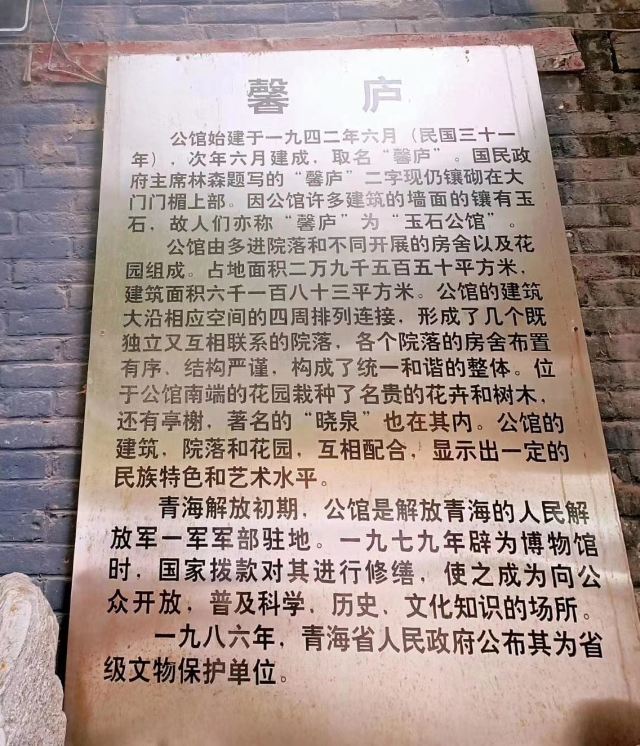 馨庐
公馆始建于一九四二年六月（民国三十一
年），次年六月建成，取名“馨庐”。国民政
府主席林森题写的“馨庐”二字现仍镶砌在大
门门楣上部。因公馆许多建筑的墙面的镶有玉
石，故人们亦称“馨庐”为“玉石公馆”。
公馆由多进院落和不同开展的房舍以及花
园组成。占地面积二万九千五百五十平方米，
建筑面积六千一百八十三平方米。公馆的建筑
大沿相应空间的四周排列连接，形成了几个既
独立又互相联系的院落，各个院落的房舍布置
有序、结构严谨，构成了统一和谐的整体。位
于公馆南端的花园栽种了名贵的花卉和树木，
还有亭榭，著名的“晓泉”也在其内。公馆的
建筑，院落和花园，互相配合，显示出一定的
民族特色和艺术水平。
青海解放初期，公馆是解放青海的人民解
放军一军军部驻地。一九七九年辟为博物馆
时，国家拨款对其进行修缮，使之成为向公
众开放，普及科学，历史，文化知识的场所。
一九八六年，青海省人民政府公布其为省
级文物保护单位。